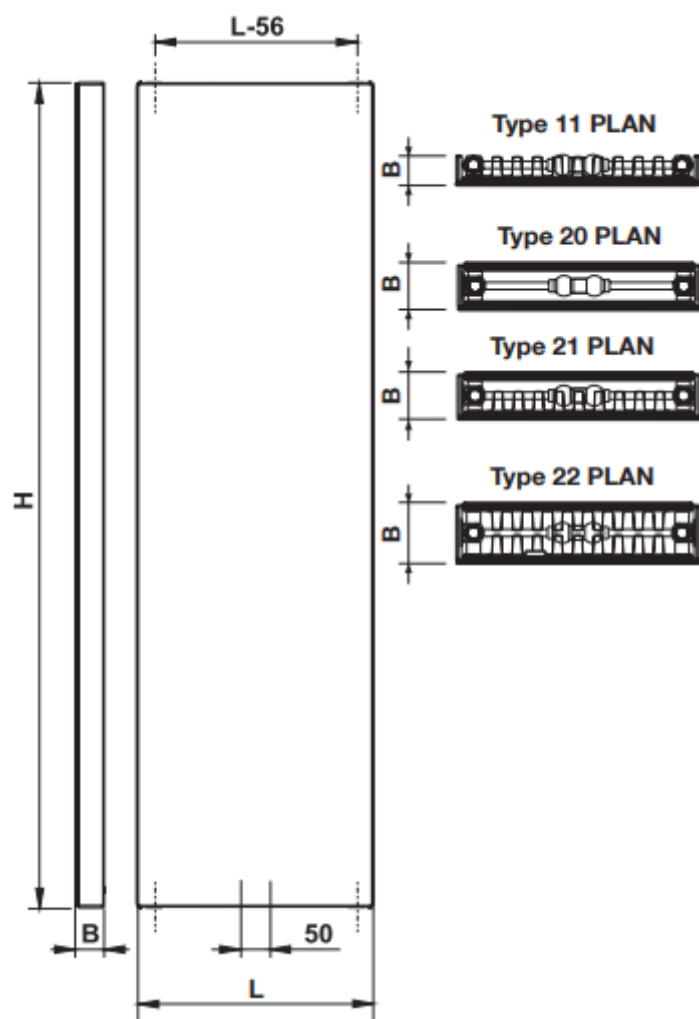 L-56
Type 11 PLAN
B
Type 20 PLAN
B
Type 21 PLAN
B
Type 22 PLAN
B
H
B
50
L